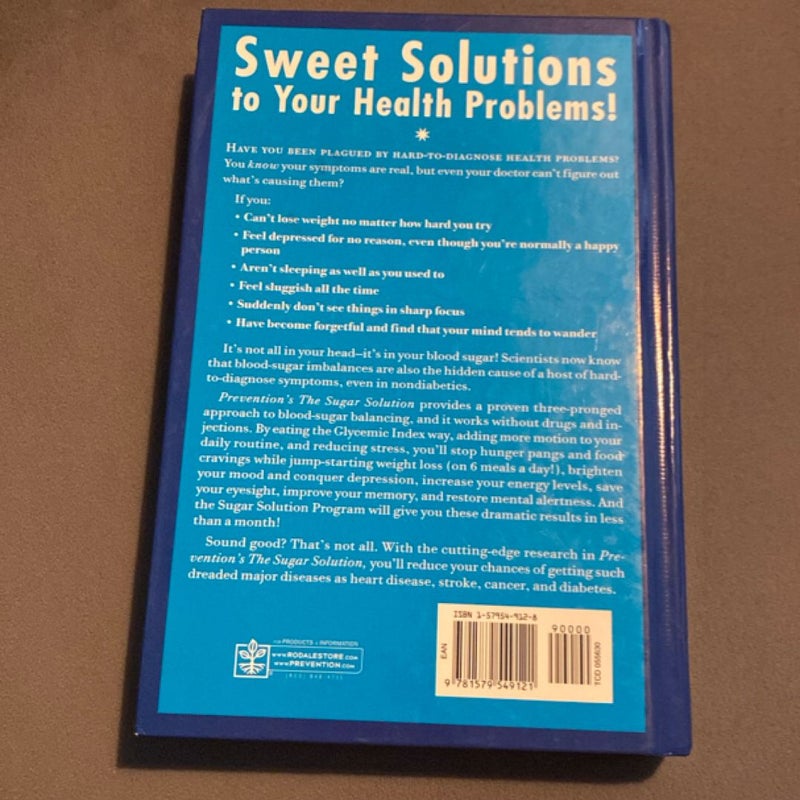 Sweet Solutions
to Your Health Problems!
HAVE YOU BEEN PLAGUED BY HARD-TO-DIAGNOSE HEALTH PROBLEMS?
You know your symptoms are real, but even your doctor can't figure out
what's causing them?
If you:
• Can't lose weight no matter how hard you try
• Feel depressed for no reason, even though you're normally a happy
person
• Aren't sleeping as well as you used to
• Feel sluggish all the time
• Suddenly don't see things in sharp focus
• Have become forgetful and find that your mind tends to wander
It's not all in your head—it's in your blood sugar! Scientists now know
that blood-sugar imbalances are also the hidden cause of a host of hard-
to-diagnose symptoms, even in nondiabetics.
Prevention's The Sugar Solution provides a proven three-pronged
approach to blood-sugar balancing, and it works without drugs and in-
jections. By eating the Glycemic Index way, adding more motion to your
daily routine, and reducing stress, you'll stop hunger pangs and food
cravings while jump-starting weight loss (on 6 meals a day!), brighten
your mood and conquer depression, increase your energy levels, save
your eyesight, improve your memory, and restore mental alertness. And
the Sugar Solution Program will give you these dramatic results in less
than a month!
Sound good? That's not all. With the cutting-edge research in Pre-
vention's The Sugar Solution, you'll reduce your chances of getting such
dreaded major diseases as heart disease, stroke, cancer, and diabetes.
ISBN 1-57954-912-8
90000
EAN
9 781579 549121
TCD 055630
FOR PRODUCTS & INFORMATION
WWW.RODALESTORE.COM
WWW.PREVENTION.COM